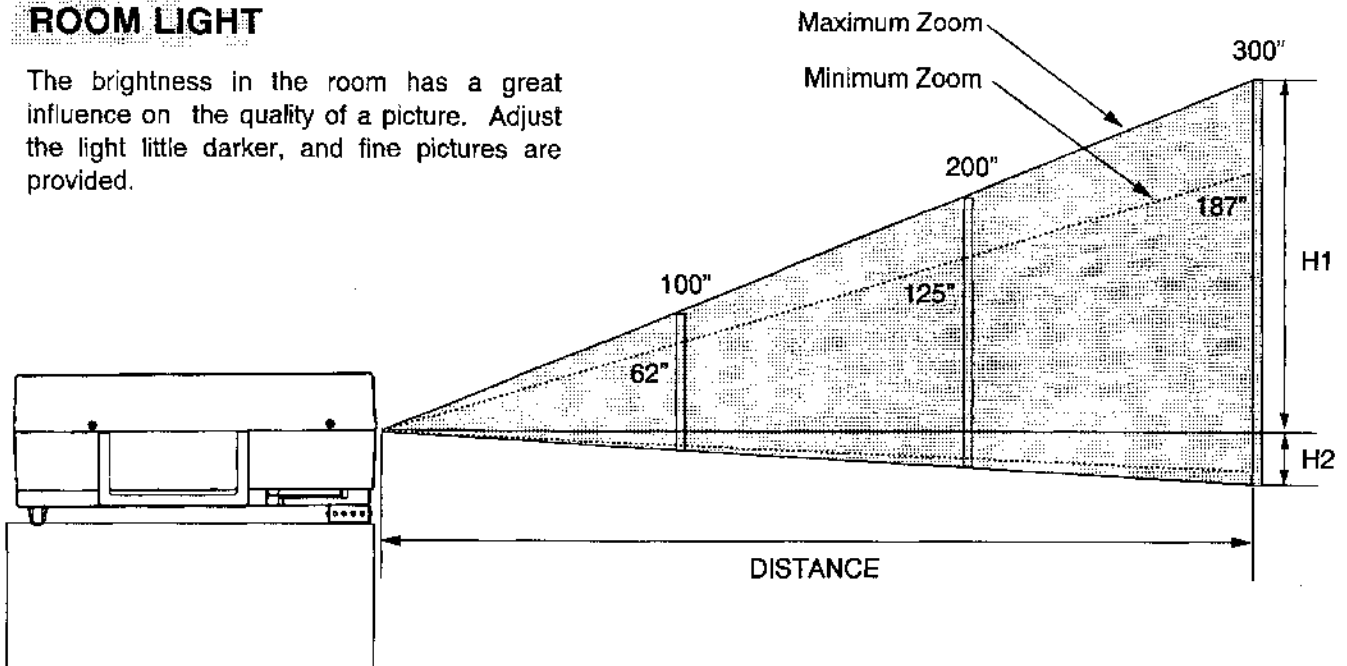 ROOM LIGHT
The brightness in the room has a great
influence on the quality of a picture. Adjust
the light little darker, and fine pictures are
provided.
Maximum Zoom
Minimum Zoom
300"
200"
187"
100"
125"
62"
H1
H2
DISTANCE